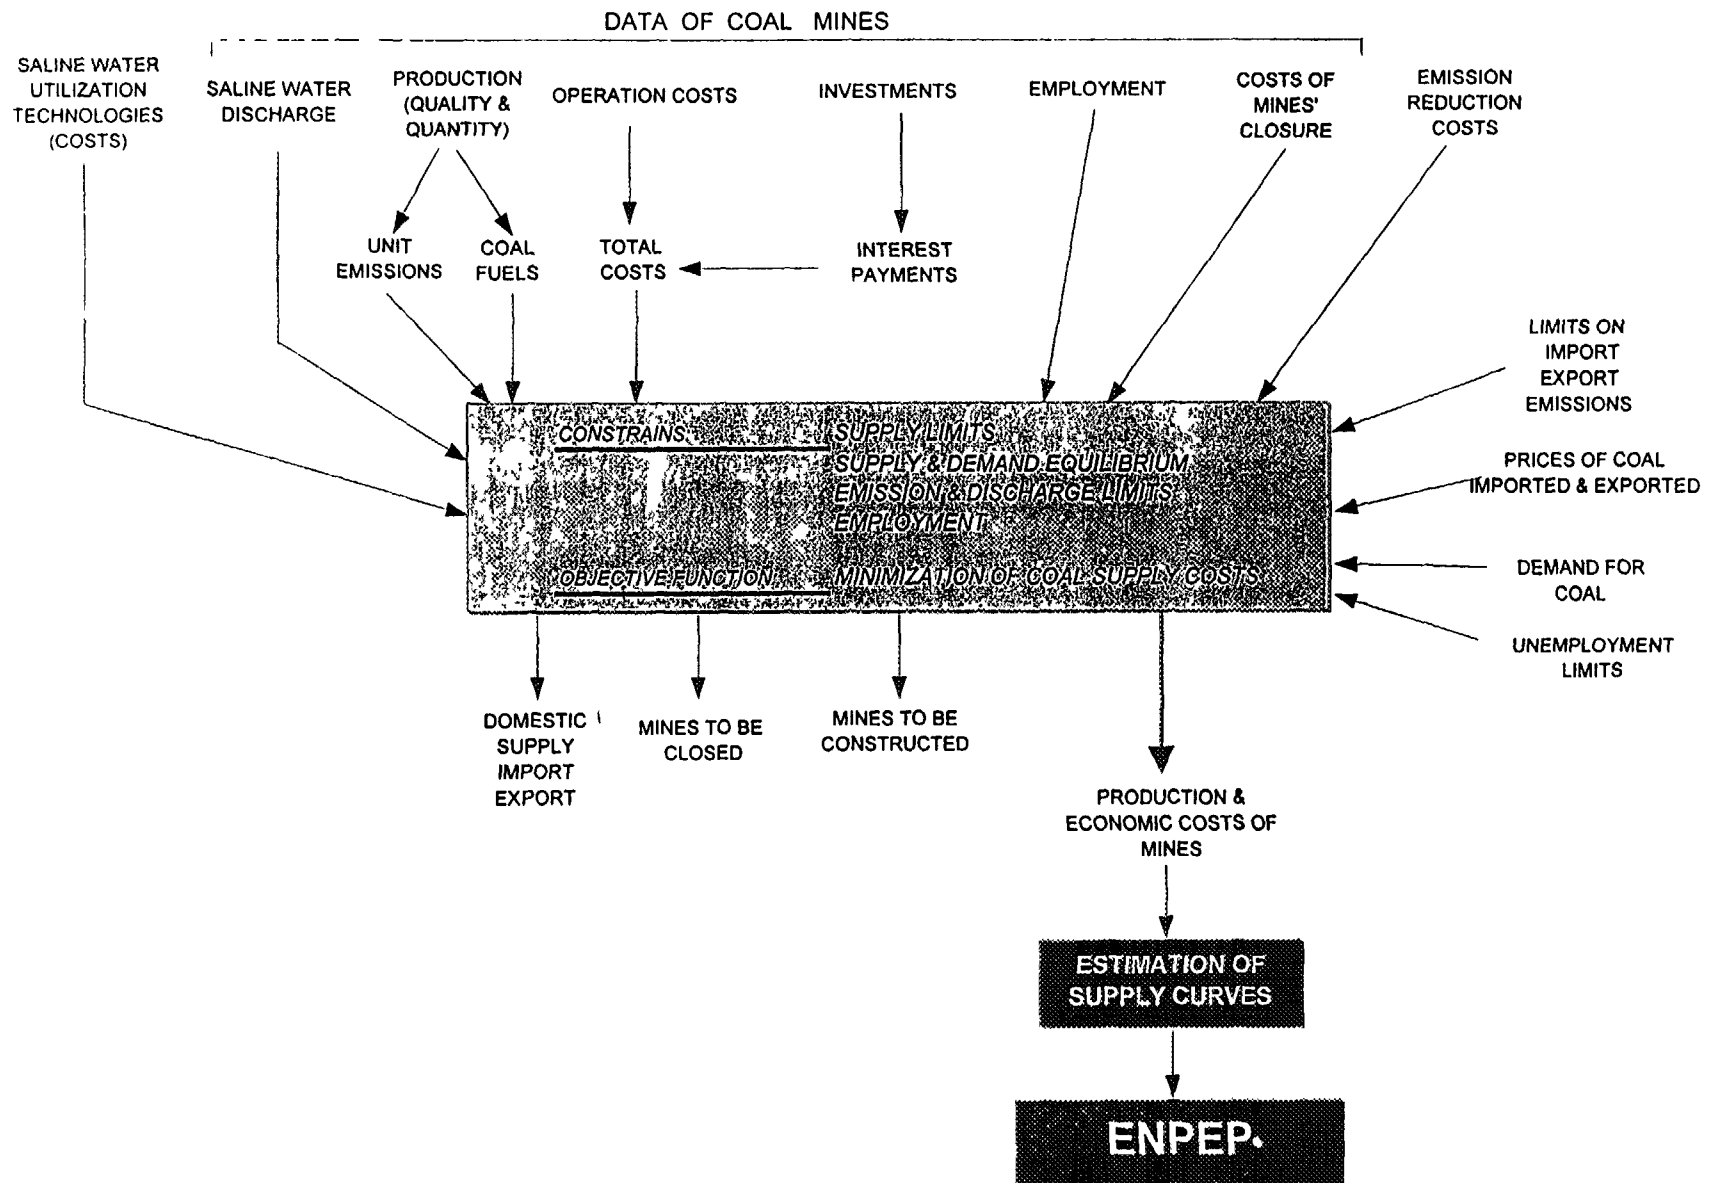 DATA OF COAL MINES
SALINE WATER
UTILIZATION
TECHNOLOGIES
(COSTS)
SALINE WATER
DISCHARGE
PRODUCTION
(QUALITY &
QUANTITY)
OPERATION COSTS
INVESTMENTS
EMPLOYMENT
COSTS OF
MINES'
CLOSURE
EMISSION
REDUCTION
COSTS
UNIT
EMISSIONS
COAL
FUELS
TOTAL
COSTS
INTEREST
PAYMENTS
LIMITS ON
IMPORT
EXPORT
EMISSIONS
PRICES OF COAL
IMPORTED & EXPORTED
DEMAND FOR
COAL
UNEMPLOYMENT
LIMITS
CONSTRAINS
SUPPLY LIMITS
SUPPLY & DEMAND EQUILIBRIUM
EMISSION & DISCHARGE LIMITS
EMPLOYMENT
OBJECTIVE FUNCTION
MINIMIZATION OF COAL SUPPLY COSTS
DOMESTIC
SUPPLY
IMPORT
EXPORT
MINES TO BE
CLOSED
MINES TO BE
CONSTRUCTED
PRODUCTION &
ECONOMIC COSTS OF
MINES
ESTIMATION OF
SUPPLY CURVES
ENPEP